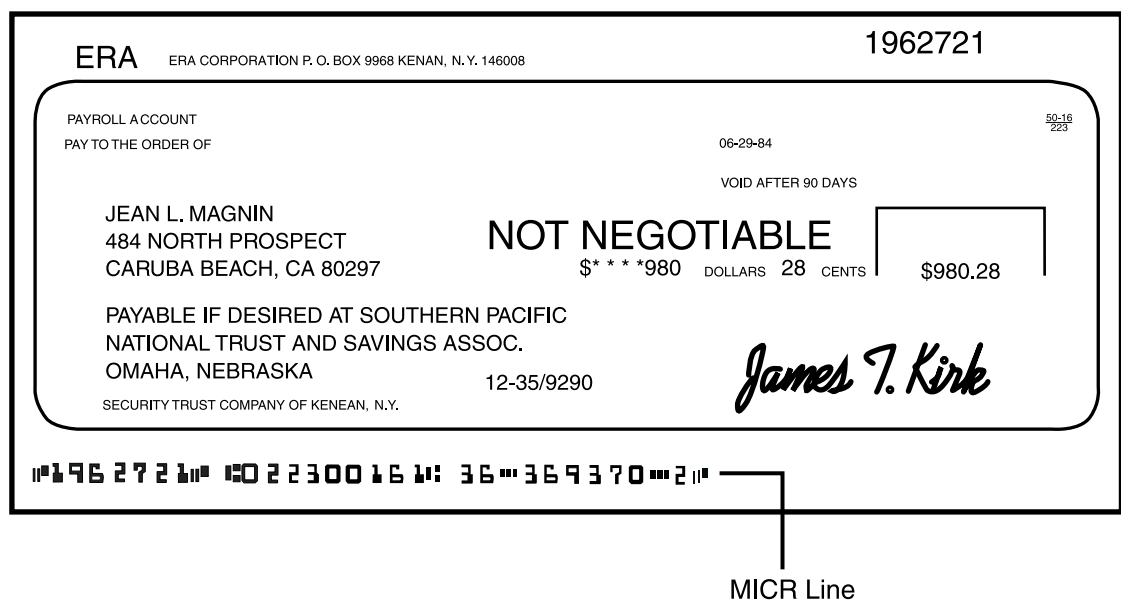 ERA ERA CORPORATION P. O. BOX 9968 KENAN, N. Y. 146008 1962721
PAYROLL ACCOUNT
50-16
223
PAY TO THE ORDER OF 06-29-84
VOID AFTER 90 DAYS
JEAN L. MAGNIN
484 NORTH PROSPECT
CARUBA BEACH, CA 80297
NOT NEGOTIABLE
$* * * *980 DOLLARS 28 CENTS $980.28
PAYABLE IF DESIRED AT SOUTHERN PACIFIC
NATIONAL TRUST AND SAVINGS ASSOC.
OMAHA, NEBRASKA 12-35/9290
James T. Kirk
SECURITY TRUST COMPANY OF KENEAN, N.Y.
⑈1962721⑈ ⑆022300161⑆ 36⑉369370⑉2⑈
MICR Line